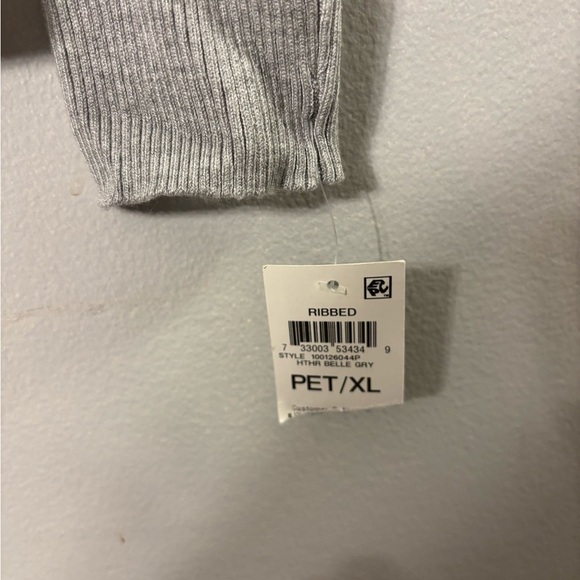 RIBBED
7 33003 53434 9
STYLE 100126044P
HTHR BELLE GRY
PET/XL